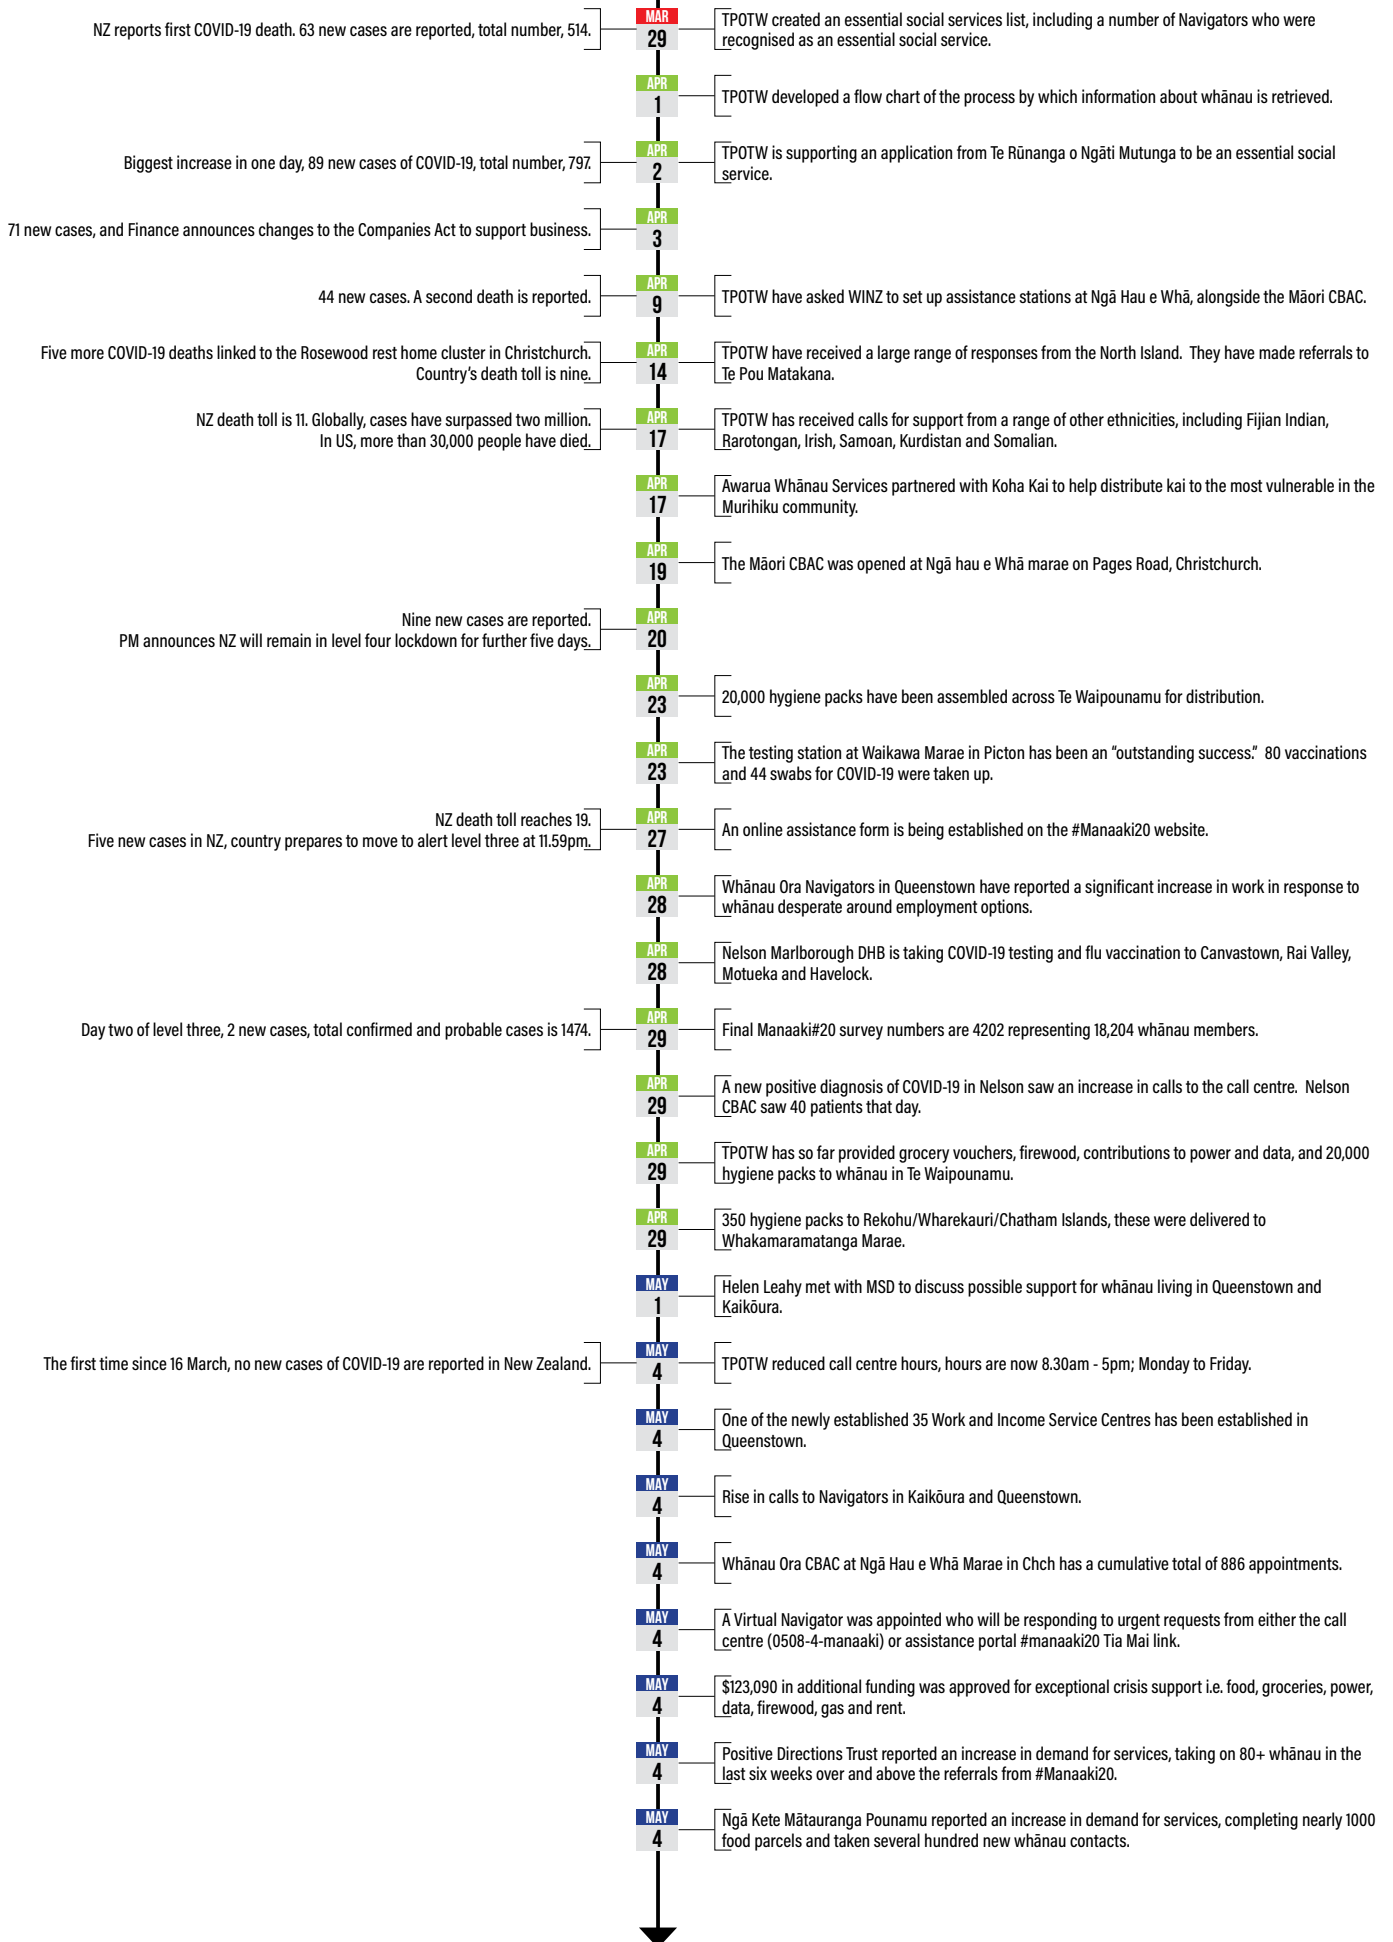 NZ reports first COVID-19 death. 63 new cases are reported, total number, 514.
MAR
29
TPOTW created an essential social services list, including a number of Navigators who were
recognised as an essential social service.
APR
1
TPOTW developed a flow chart of the process by which information about whānau is retrieved.
Biggest increase in one day, 89 new cases of COVID-19, total number, 797.
APR
2
TPOTW is supporting an application from Te Rūnanga o Ngāti Mutunga to be an essential social
service.
71 new cases, and Finance announces changes to the Companies Act to support business.
APR
3
44 new cases. A second death is reported.
APR
9
TPOTW have asked WINZ to set up assistance stations at Ngā Hau e Whā, alongside the Māori CBAC.
Five more COVID-19 deaths linked to the Rosewood rest home cluster in Christchurch.
Country's death toll is nine.
APR
14
TPOTW have received a large range of responses from the North Island. They have made referrals to
Te Pou Matakana.
NZ death toll is 11. Globally, cases have surpassed two million.
In US, more than 30,000 people have died.
APR
17
TPOTW has received calls for support from a range of other ethnicities, including Fijian Indian,
Rarotongan, Irish, Samoan, Kurdistan and Somalian.
APR
17
Awarua Whānau Services partnered with Koha Kai to help distribute kai to the most vulnerable in the
Murihiku community.
APR
19
The Māori CBAC was opened at Ngā hau e Whā marae on Pages Road, Christchurch.
Nine new cases are reported.
PM announces NZ will remain in level four lockdown for further five days.
APR
20
APR
23
20,000 hygiene packs have been assembled across Te Waipounamu for distribution.
APR
23
The testing station at Waikawa Marae in Picton has been an “outstanding success.” 80 vaccinations
and 44 swabs for COVID-19 were taken up.
NZ death toll reaches 19.
Five new cases in NZ, country prepares to move to alert level three at 11.59pm.
APR
27
An online assistance form is being established on the #Manaaki20 website.
APR
28
Whānau Ora Navigators in Queenstown have reported a significant increase in work in response to
whānau desperate around employment options.
APR
28
Nelson Marlborough DHB is taking COVID-19 testing and flu vaccination to Canvastown, Rai Valley,
Motueka and Havelock.
Day two of level three, 2 new cases, total confirmed and probable cases is 1474.
APR
29
Final Manaaki#20 survey numbers are 4202 representing 18,204 whānau members.
APR
29
A new positive diagnosis of COVID-19 in Nelson saw an increase in calls to the call centre. Nelson
CBAC saw 40 patients that day.
APR
29
TPOTW has so far provided grocery vouchers, firewood, contributions to power and data, and 20,000
hygiene packs to whānau in Te Waipounamu.
APR
29
350 hygiene packs to Rekohu/Wharekauri/Chatham Islands, these were delivered to
Whakamaramatanga Marae.
MAY
1
Helen Leahy met with MSD to discuss possible support for whānau living in Queenstown and
Kaikōura.
The first time since 16 March, no new cases of COVID-19 are reported in New Zealand.
MAY
4
TPOTW reduced call centre hours, hours are now 8.30am - 5pm; Monday to Friday.
MAY
4
One of the newly established 35 Work and Income Service Centres has been established in
Queenstown.
MAY
4
Rise in calls to Navigators in Kaikōura and Queenstown.
MAY
4
Whānau Ora CBAC at Ngā Hau e Whā Marae in Chch has a cumulative total of 886 appointments.
MAY
4
A Virtual Navigator was appointed who will be responding to urgent requests from either the call
centre (0508-4-manaaki) or assistance portal #manaaki20 Tia Mai link.
MAY
4
$123,090 in additional funding was approved for exceptional crisis support i.e. food, groceries, power,
data, firewood, gas and rent.
MAY
4
Positive Directions Trust reported an increase in demand for services, taking on 80+ whānau in the
last six weeks over and above the referrals from #Manaaki20.
MAY
4
Ngā Kete Mātauranga Pounamu reported an increase in demand for services, completing nearly 1000
food parcels and taken several hundred new whānau contacts.